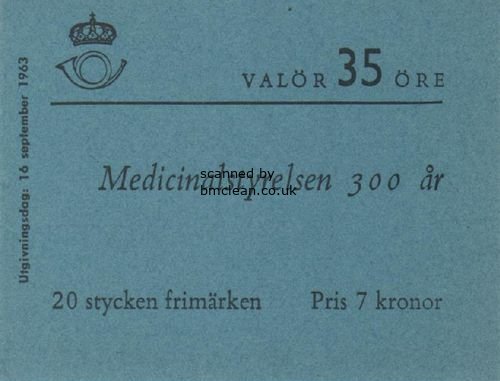 VALÖR 35 ÖRE
Medicinalstyrelsen 300 år
scanned by
bmclean.co.uk
20 stycken frimärken Pris 7 kronor
Utgivningsdag: 16 september 1963